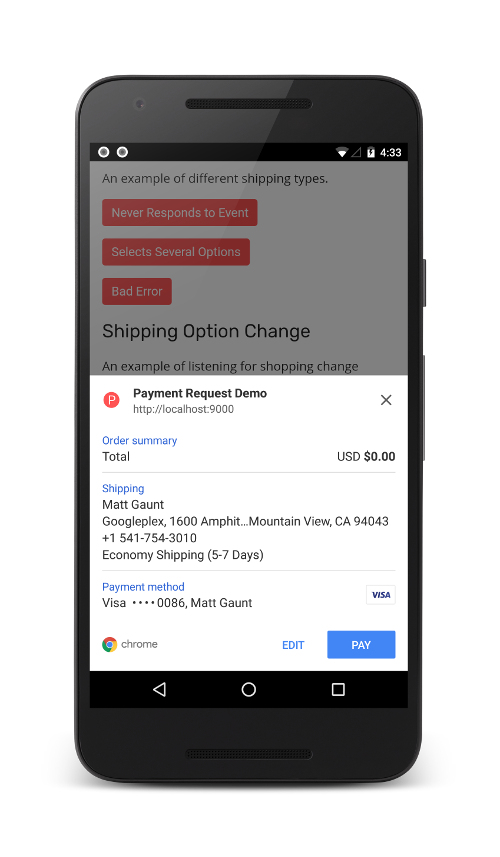 4:33
An example of different shipping types.
Never Responds to Event
Selects Several Options
Bad Error
Shipping Option Change
An example of listening for shopping change
P
Payment Request Demo
http://localhost:9000
Order summary
Total USD $0.00
Shipping
Matt Gaunt
Googleplex, 1600 Amphit...Mountain View, CA 94043
+1 541-754-3010
Economy Shipping (5-7 Days)
Payment method
Visa ••••0086, Matt Gaunt
VISA
chrome EDIT PAY